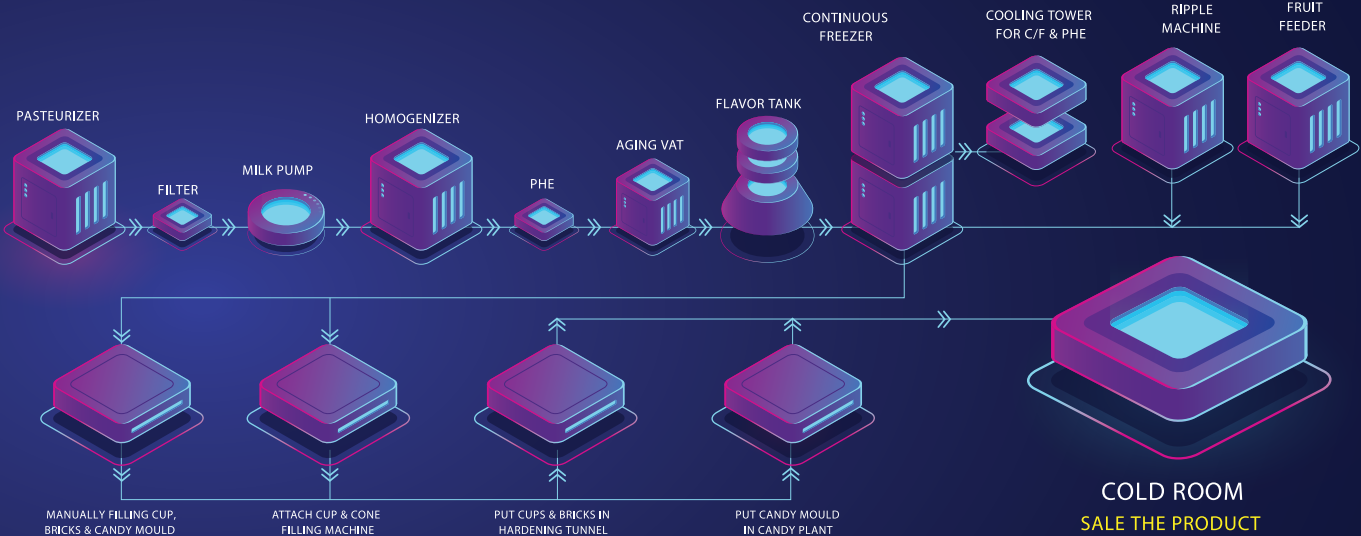 PASTEURIZER
FILTER
MILK PUMP
HOMOGENIZER
PHE
AGING VAT
FLAVOR TANK
CONTINUOUS
FREEZER
COOLING TOWER
FOR C/F & PHE
RIPPLE
MACHINE
FRUIT
FEEDER
MANUALLY FILLING CUP,
BRICKS & CANDY MOULD
ATTACH CUP & CONE
FILLING MACHINE
PUT CUPS & BRICKS IN
HARDENING TUNNEL
PUT CANDY MOULD
IN CANDY PLANT
COLD ROOM
SALE THE PRODUCT